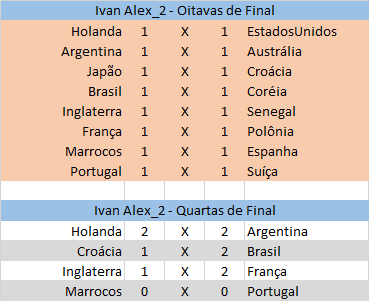 Ivan Alex_2 - Oitavas de Final
Holanda 1 X 1 EstadosUnidos
Argentina 1 X 1 Austrália
Japão 1 X 1 Croácia
Brasil 1 X 1 Coréia
Inglaterra 1 X 1 Senegal
França 1 X 1 Polônia
Marrocos 1 X 1 Espanha
Portugal 1 X 1 Suíça
Ivan Alex_2 - Quartas de Final
Holanda 2 X 2 Argentina
Croácia 1 X 2 Brasil
Inglaterra 1 X 2 França
Marrocos 0 X 0 Portugal